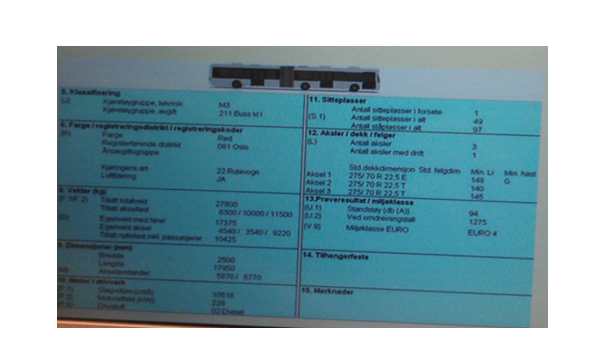 5. Klassifisering
(J) Kjøretøygruppe, teknisk M3
Kjøretøygruppe, avgift 211 Buss kl I
6. Farge / registreringsdistrikt / registreringskoder
(R) Farge Rød
Registrerførende distrikt 061 Oslo
Årsavgiftsgruppe
Kjøringens art 22 Rutevogn
Luftfjæring JA
8. Vekter (kg)
Tillatt totalvekt 27800
Tillatt aksellast 6300 / 10000 / 11500
(G) Egenvekt med fører 17375
Egenvekt aksel 4540 / 3540 / 9220
Tillatt nyttelast inkl. passasjerer 10425
9. Dimensjoner (mm)
Bredde 2500
Lengde 17950
Akselavstander 5870 / 6770
10. Motor / drivverk
(P.1) Slagvolum (cm3) 10518
(P.2) Motoreffekt (KW) 228
(P.3) Drivstoff 02 Diesel
11. Sitteplasser
Antall sitteplasser i forsete 1
(S.1) Antall sitteplasser i alt 49
Antall ståplasser i alt 97
12. Aksler / dekk / felger
(L) Antall aksler 3
Antall aksler med drift 1
Std dekkdimensjon Std. felgdim Min. LI Min. hast
Aksel 1 275/ 70 R 22,5 E 148 G
Aksel 2 275/ 70 R 22,5 T 140
Aksel 3 275/ 70 R 22,5 T 145
13.Prøveresultat / miljøklasse
(U.1) Standstøy (db (A)) 94
(U.2) Ved omdreiningstall 1275
(V.9) Miljøklasse EURO EURO 4
14. Tilhengerfeste
15. Merknader